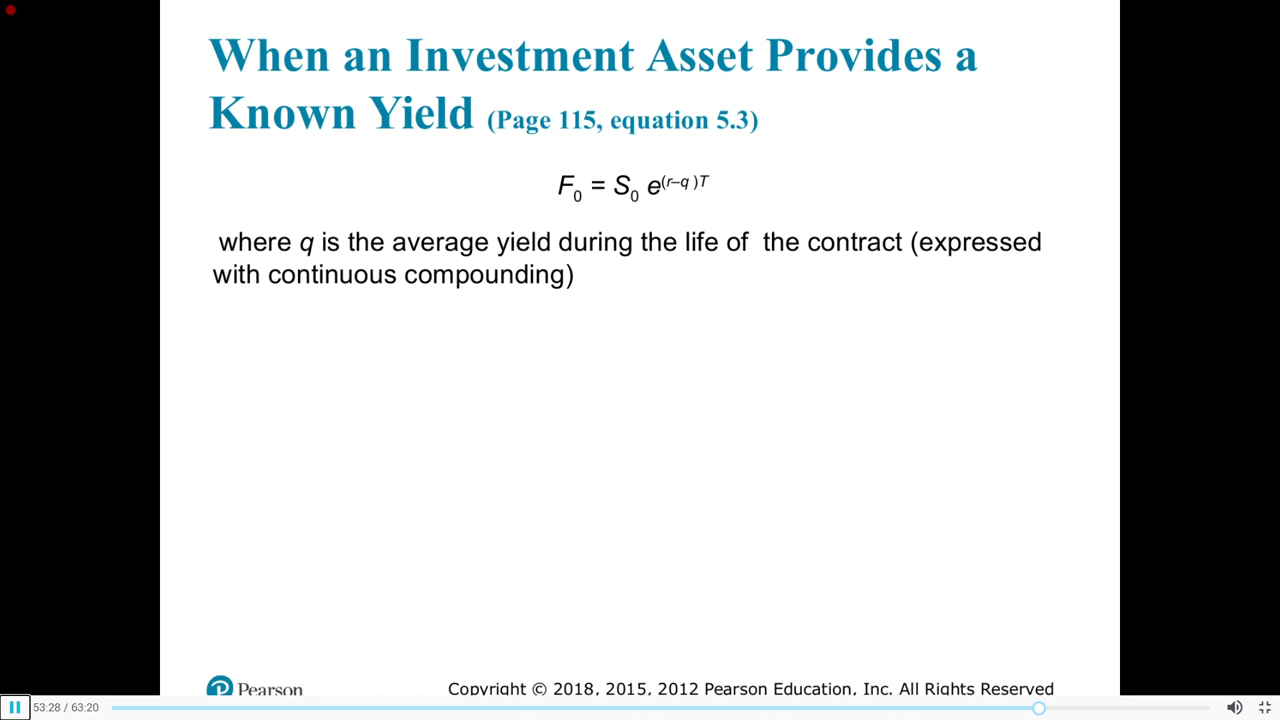 When an Investment Asset Provides a
Known Yield (Page 115, equation 5.3)
F₀ = S₀ e⁽ʳ⁻q ⁾ᵀ
where q is the average yield during the life of  the contract (expressed
with continuous compounding)
Pearson
Copyright © 2018, 2015, 2012 Pearson Education, Inc. All Rights Reserved
53:28 / 63:20